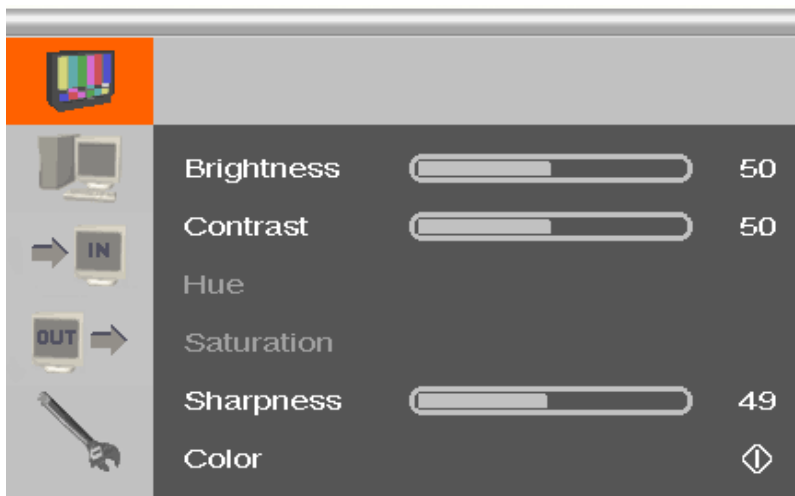 Brightness 50
Contrast 50
IN
Hue
OUT
Saturation
Sharpness 49
Color